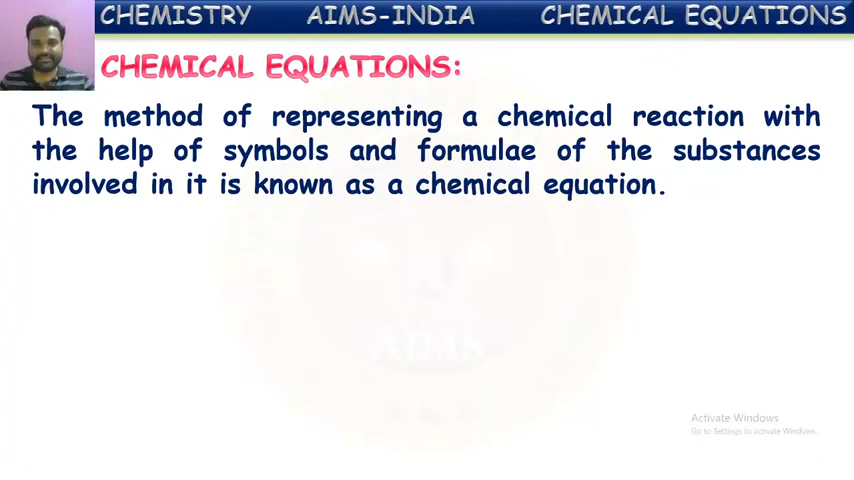 CHEMISTRY AIMS-INDIA CHEMICAL EQUATIONS
CHEMICAL EQUATIONS:
The method of representing a chemical reaction with
the help of symbols and formulae of the substances
involved in it is known as a chemical equation.
AIMS
Activate Windows
Go to Settings to activate Windows.